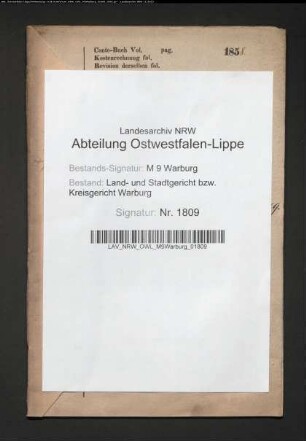 Conto-Buch Vol. pag.
Kostenrechnung fol.
Revision derselben fol.
185
Landesarchiv NRW
Abteilung Ostwestfalen-Lippe
Bestands-Signatur: M 9 Warburg
Bestand: Land- und Stadtgericht bzw.
Kreisgericht Warburg
Signatur: Nr. 1809
LAV_NRW_OWL_M9Warburg_01809